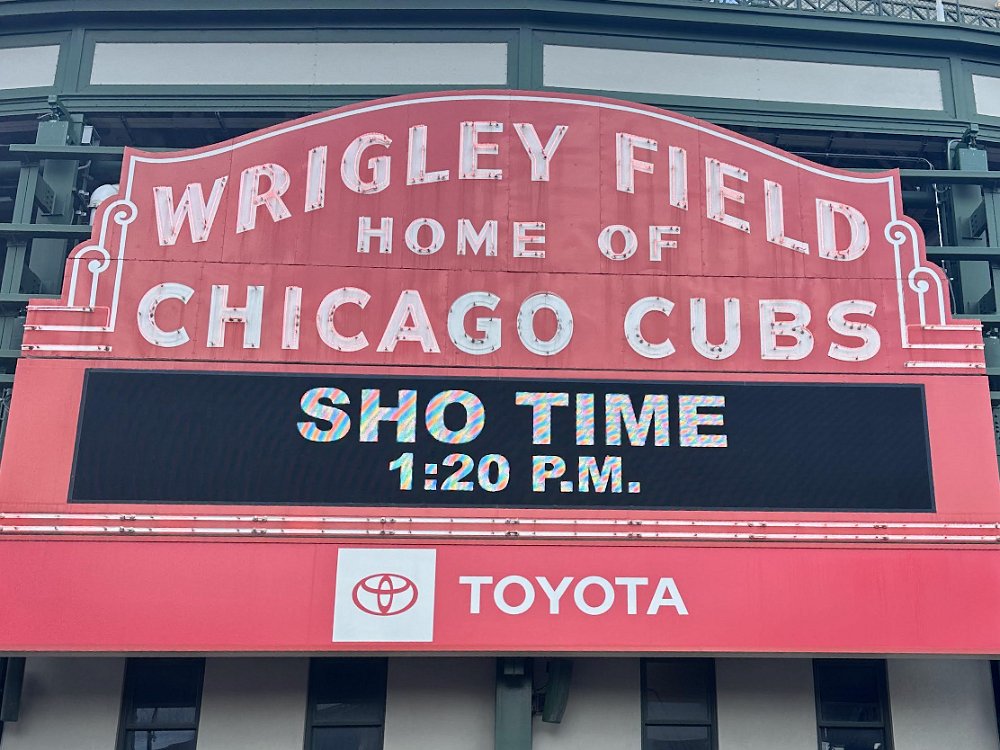 WRIGLEY FIELD
HOME OF
CHICAGO CUBS
SHO TIME
1:20 P.M.
TOYOTA